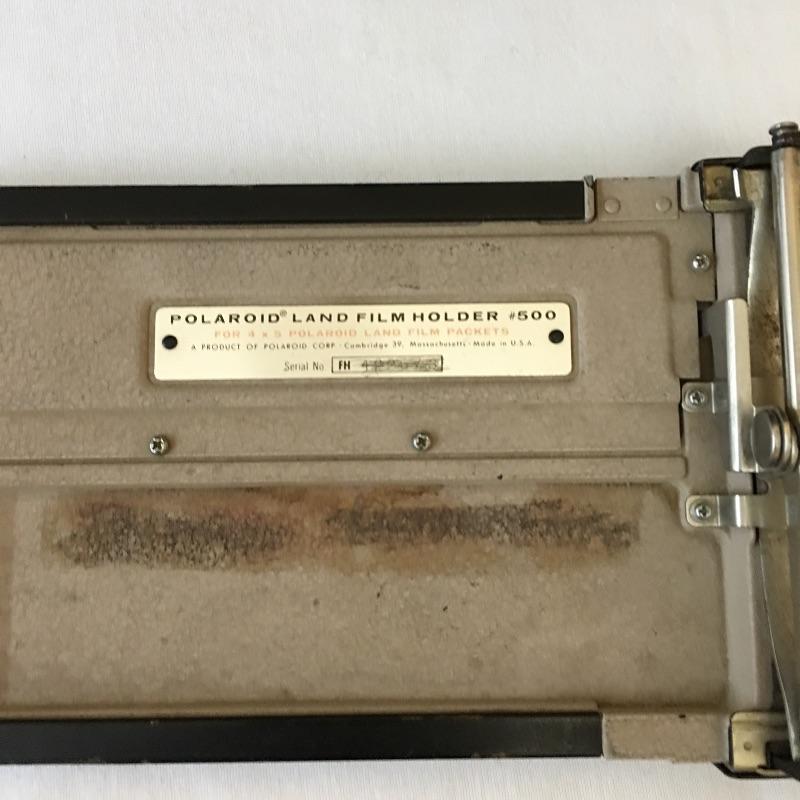 POLAROID® LAND FILM HOLDER #500
FOR 4 x 5 POLAROID LAND FILM PACKETS
A PRODUCT OF POLAROID CORP · Cambridge 39, Massachusetts · Made in U.S.A.
Serial No FH